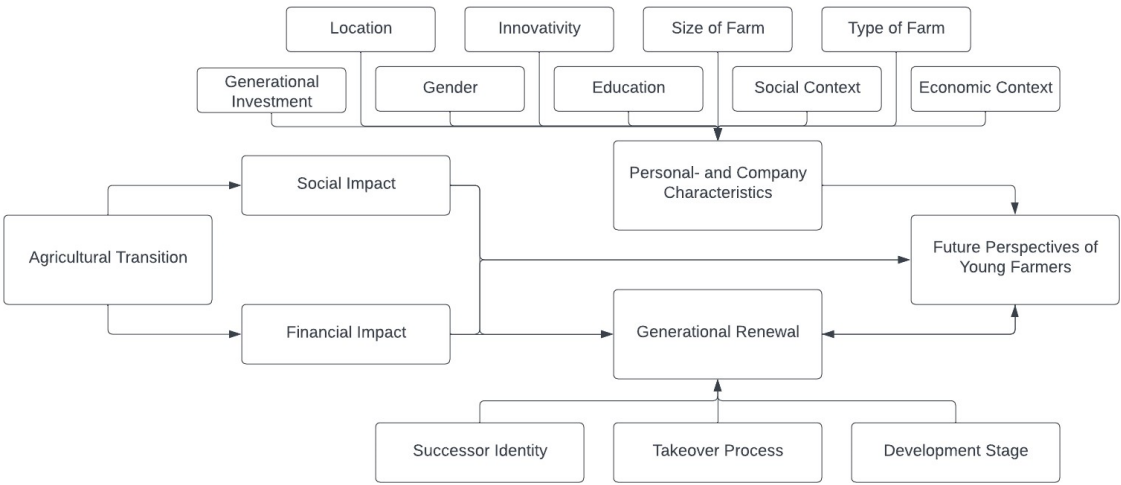 Location
Innovativity
Size of Farm
Type of Farm
Generational
Investment
Gender
Education
Social Context
Economic Context
Personal- and Company
Characteristics
Social Impact
Agricultural Transition
Future Perspectives of
Young Farmers
Financial Impact
Generational Renewal
Successor Identity
Takeover Process
Development Stage